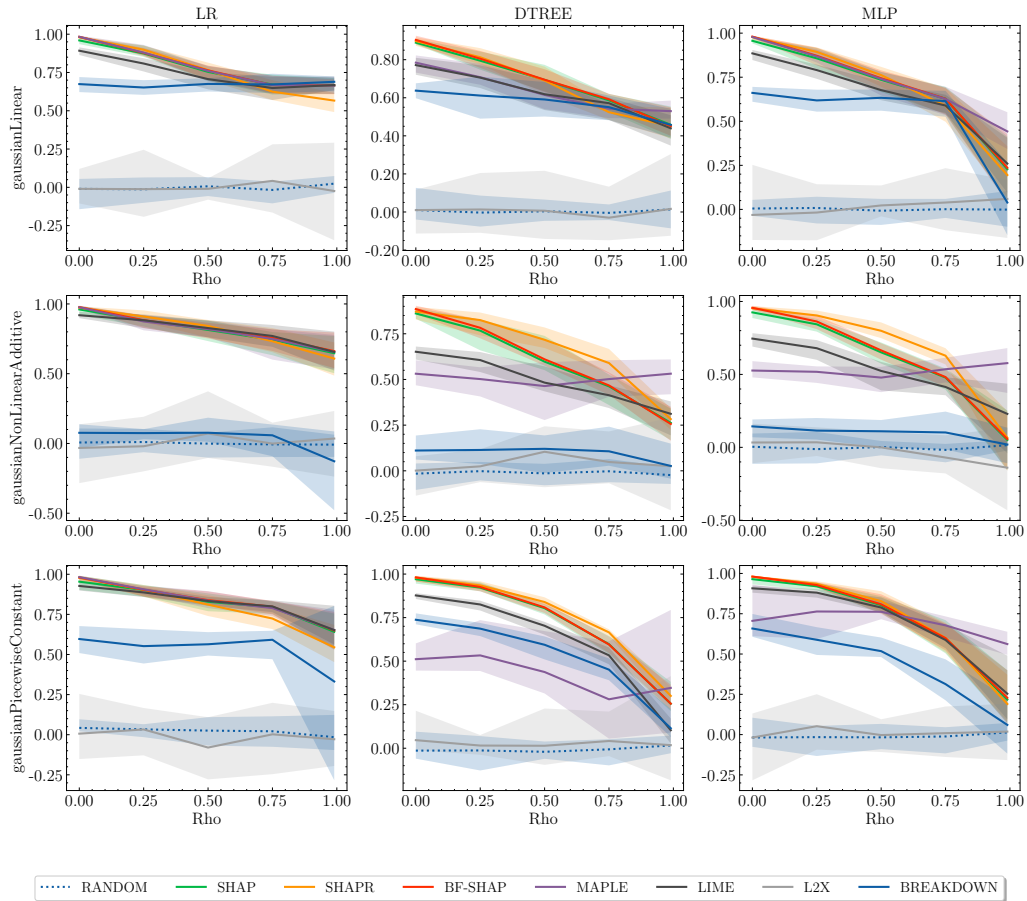 LR
DTREE
MLP
gaussianLinear
1.00
0.75
0.50
0.25
0.00
-0.25
0.00 0.25 0.50 0.75 1.00
Rho
1.00
0.80
0.60
0.40
0.20
0.00
-0.20
0.00 0.25 0.50 0.75 1.00
Rho
1.00
0.75
0.50
0.25
0.00
0.00 0.25 0.50 0.75 1.00
Rho
gaussianNonLinearAdditive
1.00
0.50
0.00
-0.50
0.00 0.25 0.50 0.75 1.00
Rho
0.75
0.50
0.25
0.00
-0.25
0.00 0.25 0.50 0.75 1.00
Rho
1.00
0.50
0.00
-0.50
0.00 0.25 0.50 0.75 1.00
Rho
gaussianPiecewiseConstant
1.00
0.75
0.50
0.25
0.00
-0.25
0.00 0.25 0.50 0.75 1.00
Rho
1.00
0.75
0.50
0.25
0.00
0.00 0.25 0.50 0.75 1.00
Rho
1.00
0.75
0.50
0.25
0.00
-0.25
0.00 0.25 0.50 0.75 1.00
Rho
RANDOM SHAP SHAPR BF-SHAP MAPLE LIME L2X BREAKDOWN